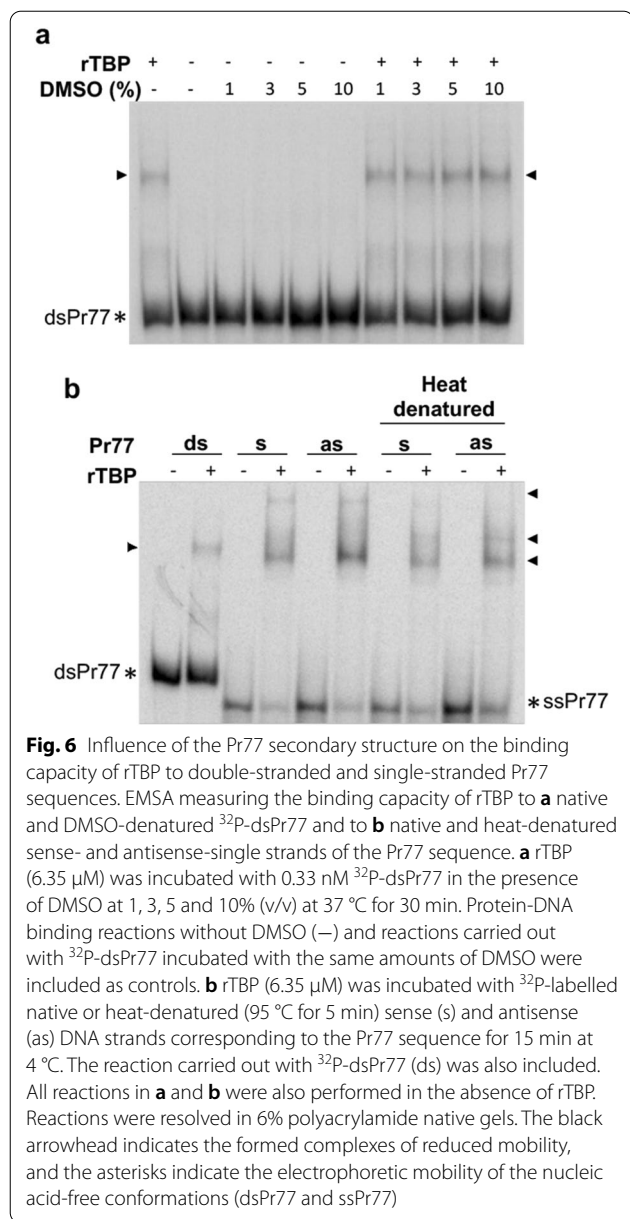 a
rTBP + - - - - - + + + +
DMSO (%) - - 1 3 5 10 1 3 5 10
dsPr77 *
b
Heat
denatured
Pr77 ds s as s as
rTBP - + - + - + - + - +
dsPr77 *
* ssPr77
Fig. 6 Influence of the Pr77 secondary structure on the binding
capacity of rTBP to double-stranded and single-stranded Pr77
sequences. EMSA measuring the binding capacity of rTBP to a native
and DMSO-denatured ³²P-dsPr77 and to b native and heat-denatured
sense- and antisense-single strands of the Pr77 sequence. a rTBP
(6.35 µM) was incubated with 0.33 nM ³²P-dsPr77 in the presence
of DMSO at 1, 3, 5 and 10% (v/v) at 37 °C for 30 min. Protein-DNA
binding reactions without DMSO (—) and reactions carried out
with ³²P-dsPr77 incubated with the same amounts of DMSO were
included as controls. b rTBP (6.35 µM) was incubated with ³²P-labelled
native or heat-denatured (95 °C for 5 min) sense (s) and antisense
(as) DNA strands corresponding to the Pr77 sequence for 15 min at
4 °C. The reaction carried out with ³²P-dsPr77 (ds) was also included.
All reactions in a and b were also performed in the absence of rTBP.
Reactions were resolved in 6% polyacrylamide native gels. The black
arrowhead indicates the formed complexes of reduced mobility,
and the asterisks indicate the electrophoretic mobility of the nucleic
acid-free conformations (dsPr77 and ssPr77)